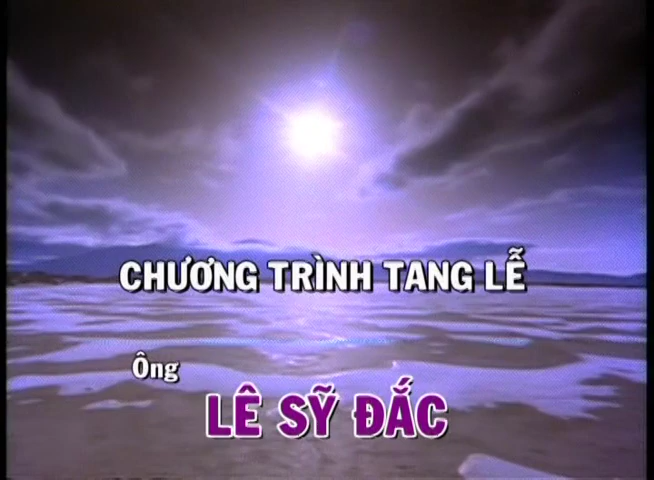 CHƯƠNG TRÌNH TANG LỄ
Ông
LÊ SỸ ĐẮC